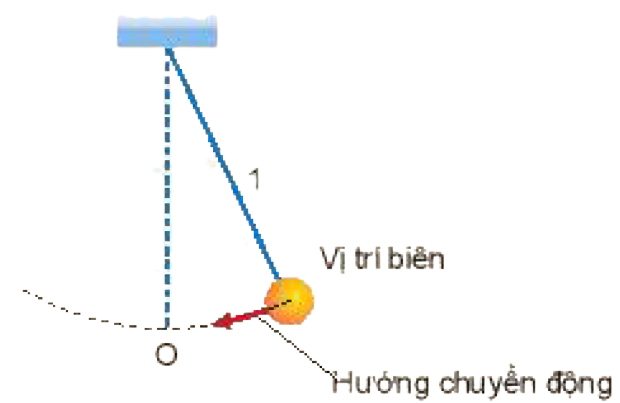 1
Vị trí biên
O
Hướng chuyển động